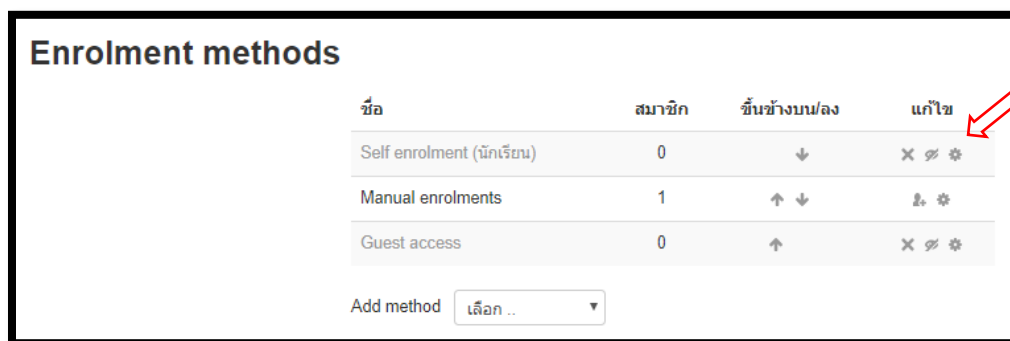 Enrolment methods
ชื่อ สมาชิก ขึ้นข้างบน/ลง แก้ไข
Self enrolment (นักเรียน) 0
Manual enrolments 1
Guest access 0
Add method เลือก ..